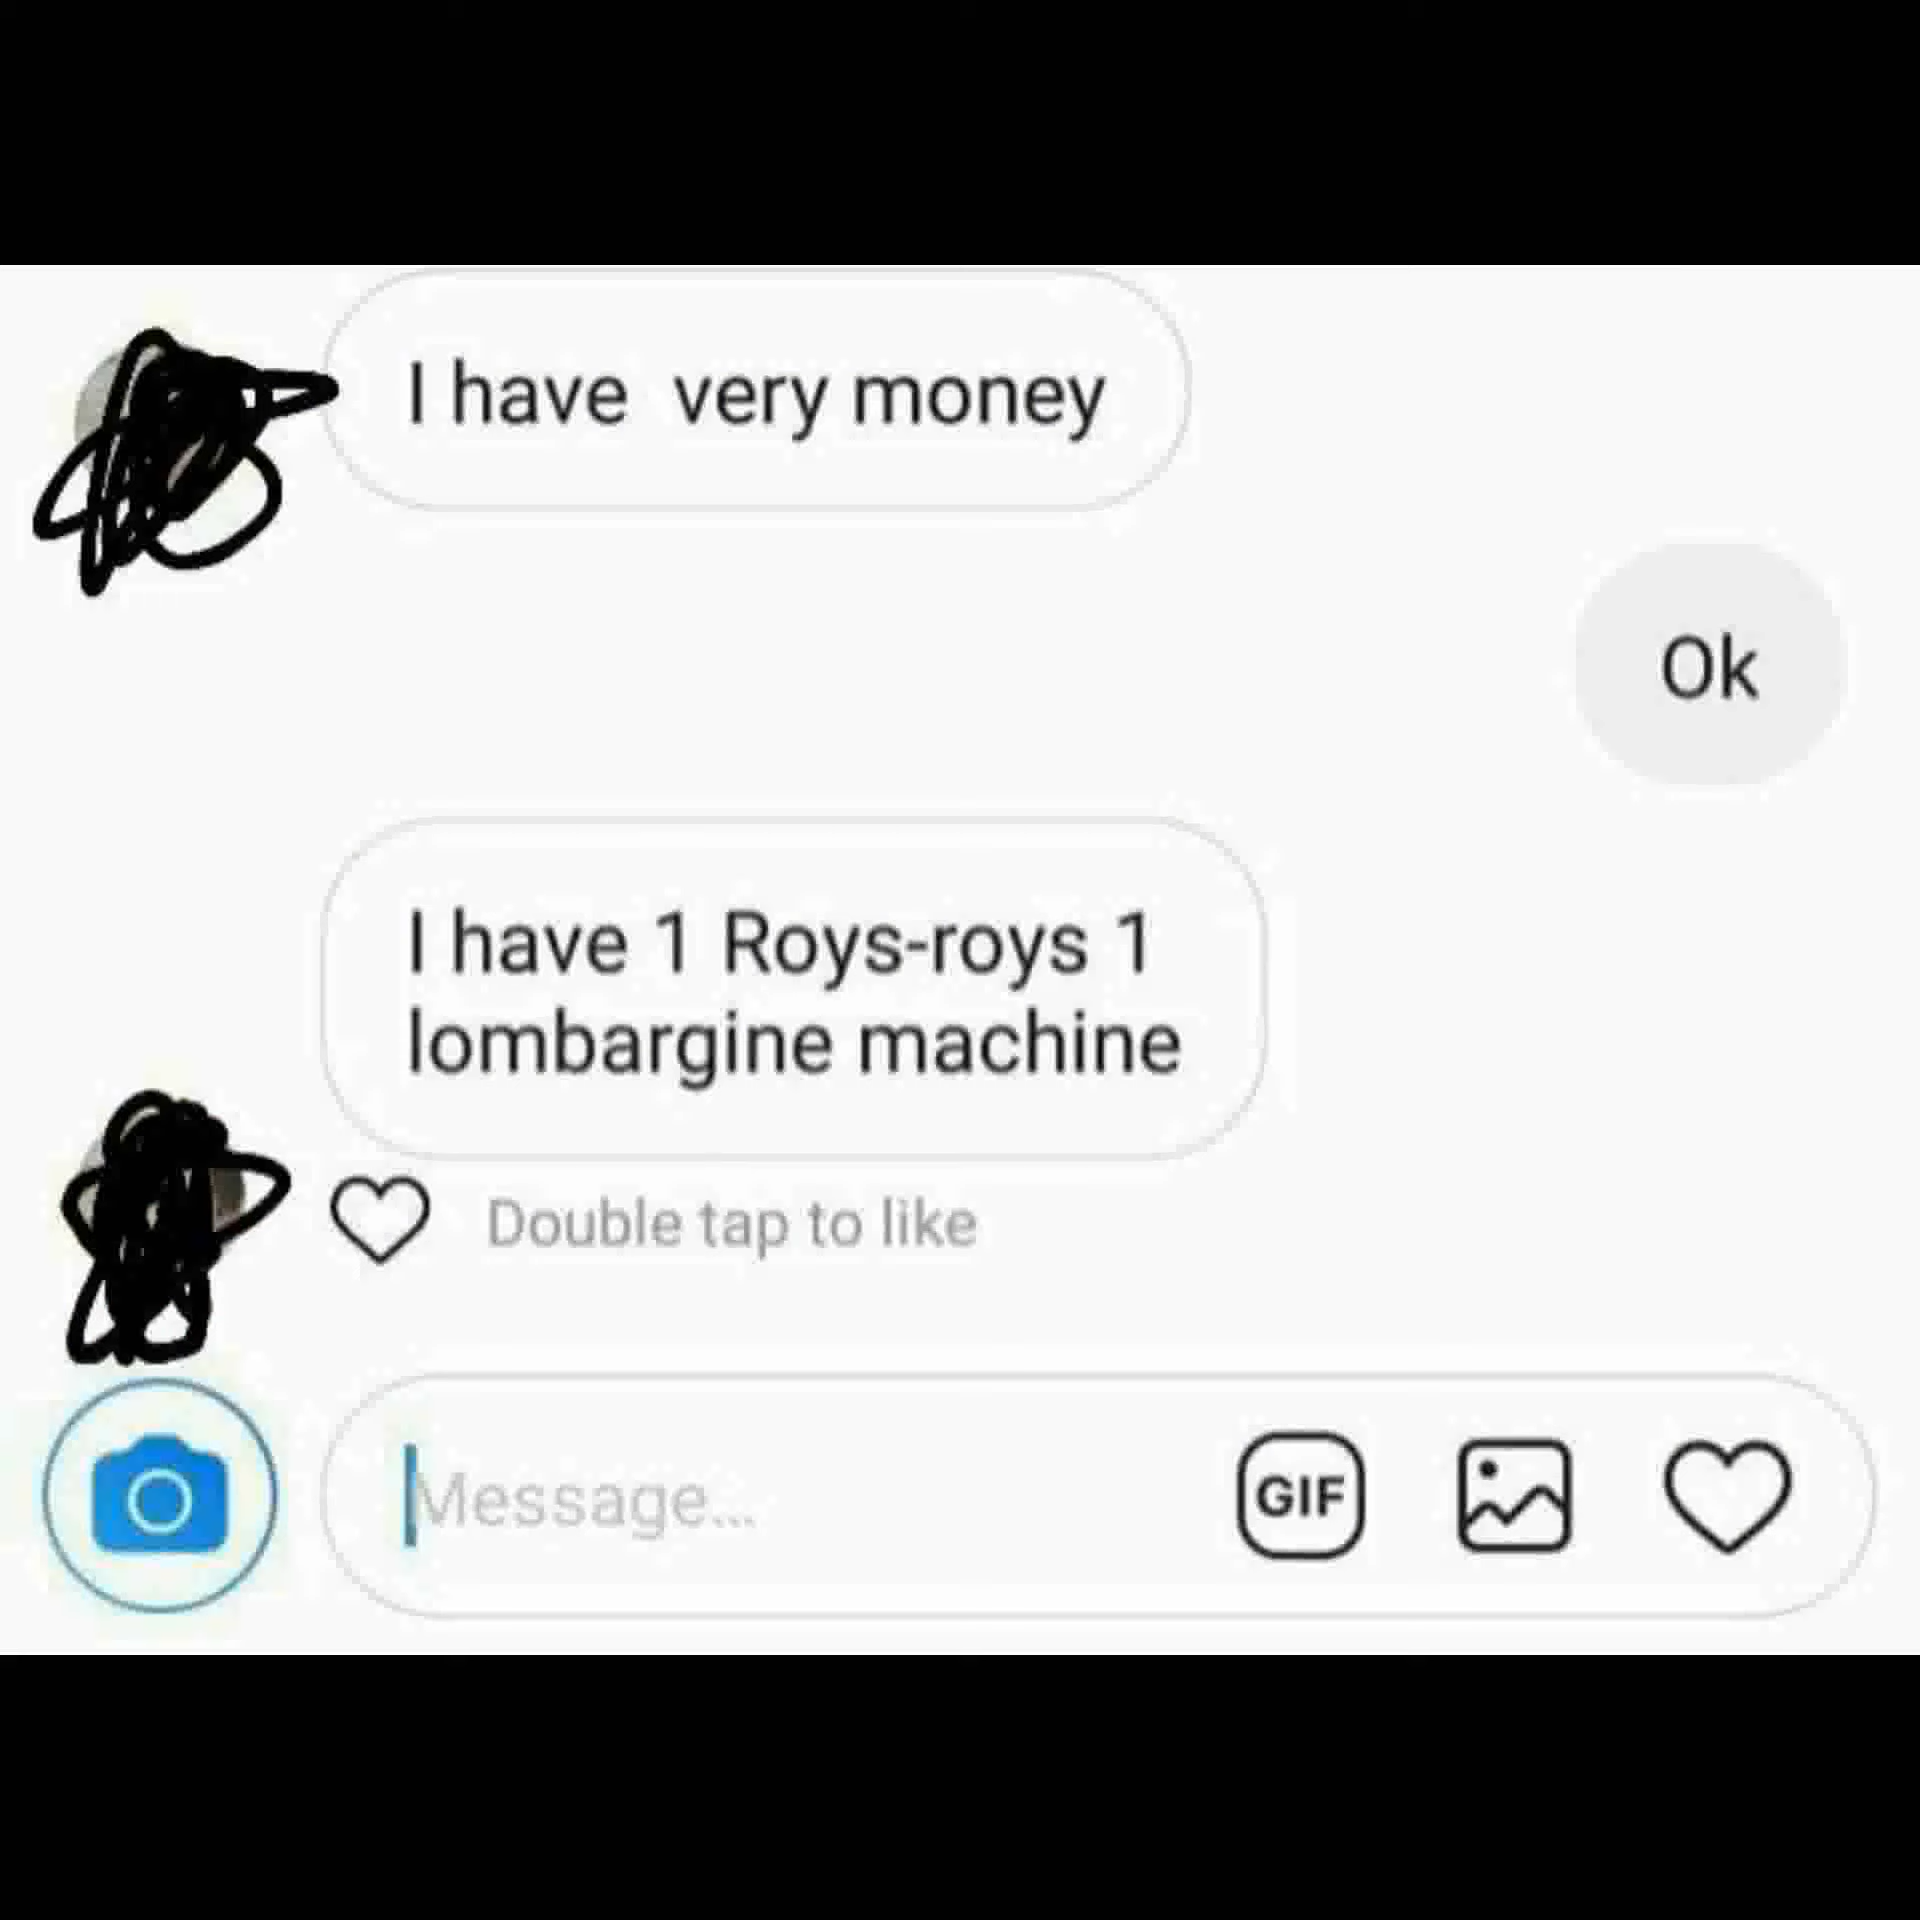 I have  very money
Ok
I have 1 Roys-roys 1
lombargine machine
Double tap to like
Message...
GIF